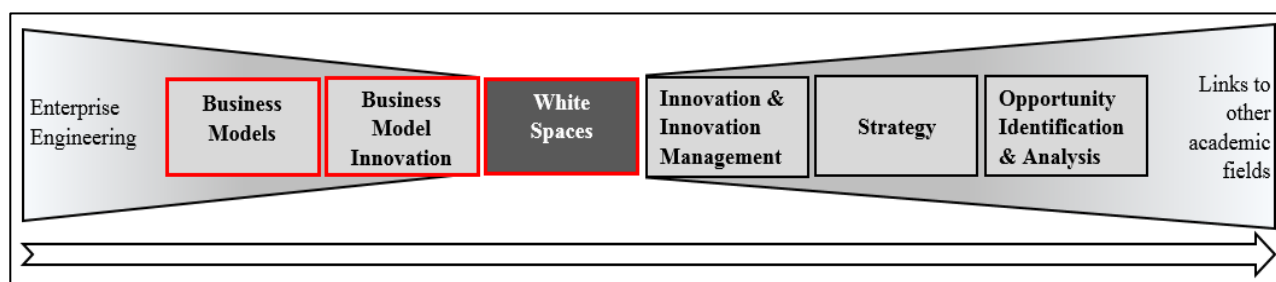 Enterprise
Engineering
Business
Models
Business
Model
Innovation
White
Spaces
Innovation &
Innovation
Management
Strategy
Opportunity
Identification
& Analysis
Links to
other
academic
fields